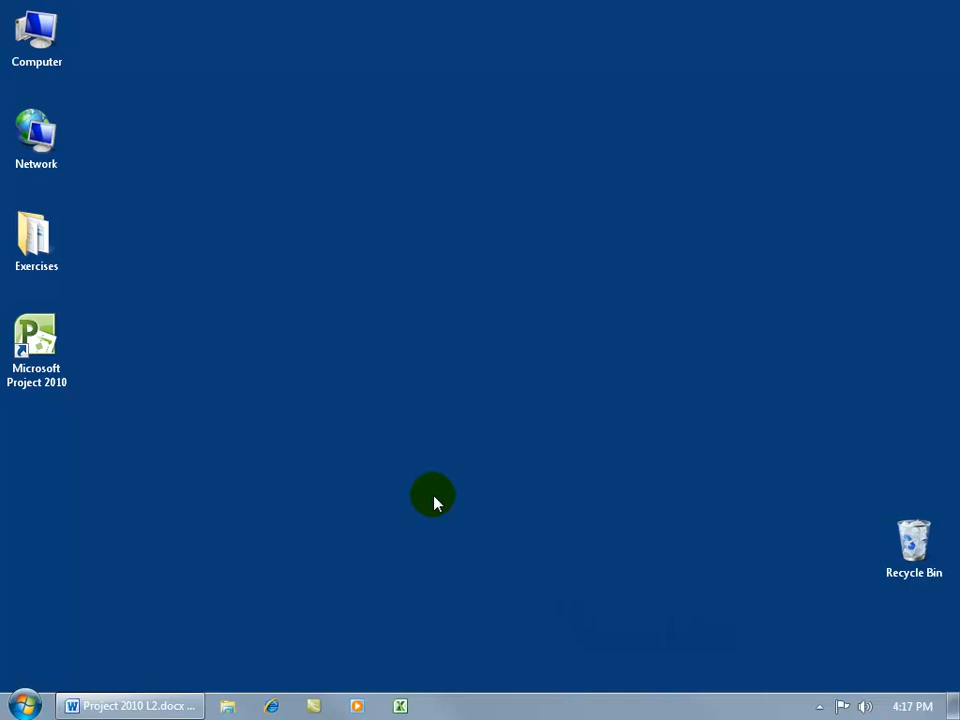 Computer
Network
Exercises
Microsoft
Project 2010
Recycle Bin
Project 2010 L2.docx ...
4:17 PM